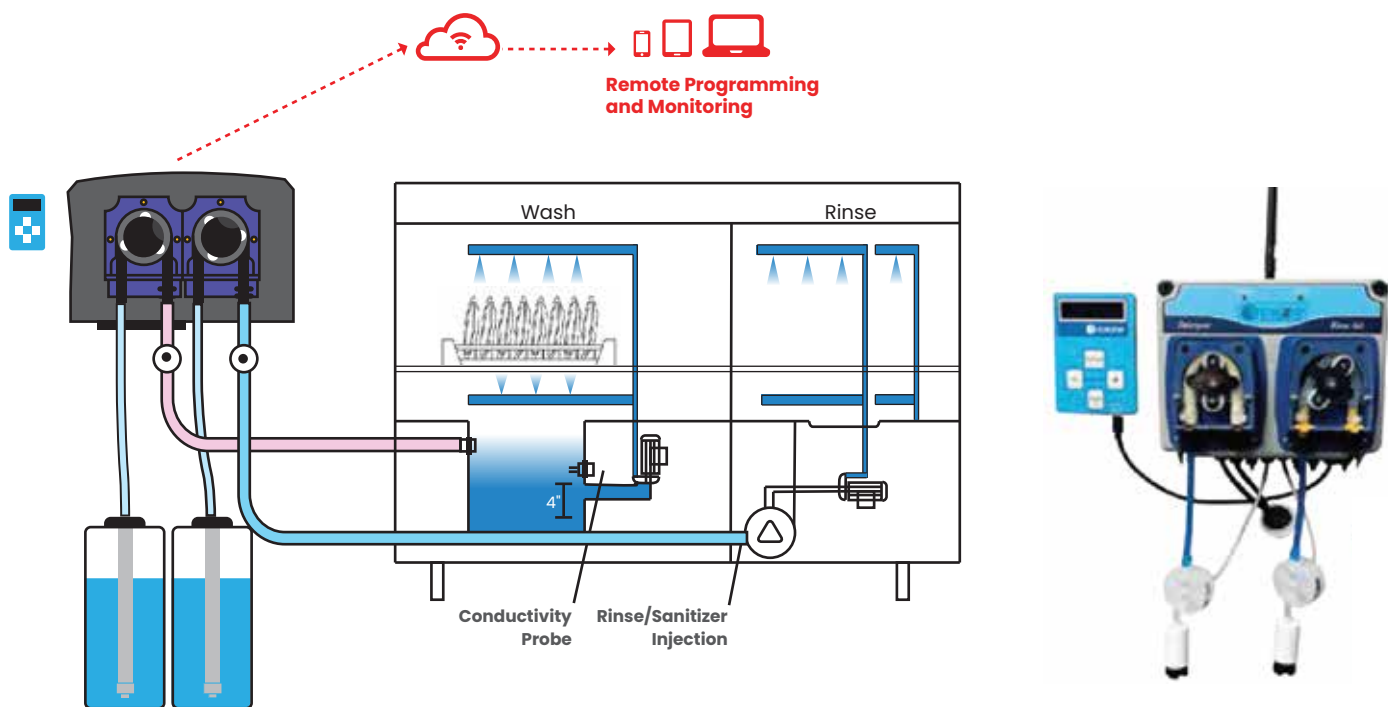 Remote Programming
and Monitoring
Wash
Rinse
4"
Conductivity
Probe
Rinse/Sanitizer
Injection